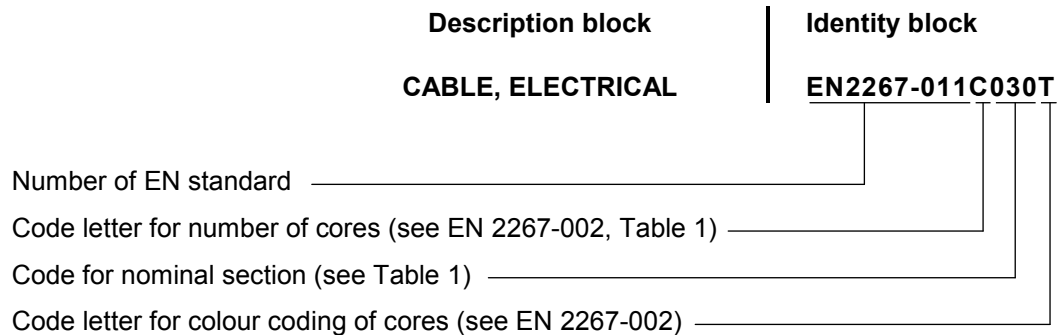 Description block Identity block
CABLE, ELECTRICAL EN2267-011C030T
Number of EN standard
Code letter for number of cores (see EN 2267-002, Table 1)
Code for nominal section (see Table 1)
Code letter for colour coding of cores (see EN 2267-002)